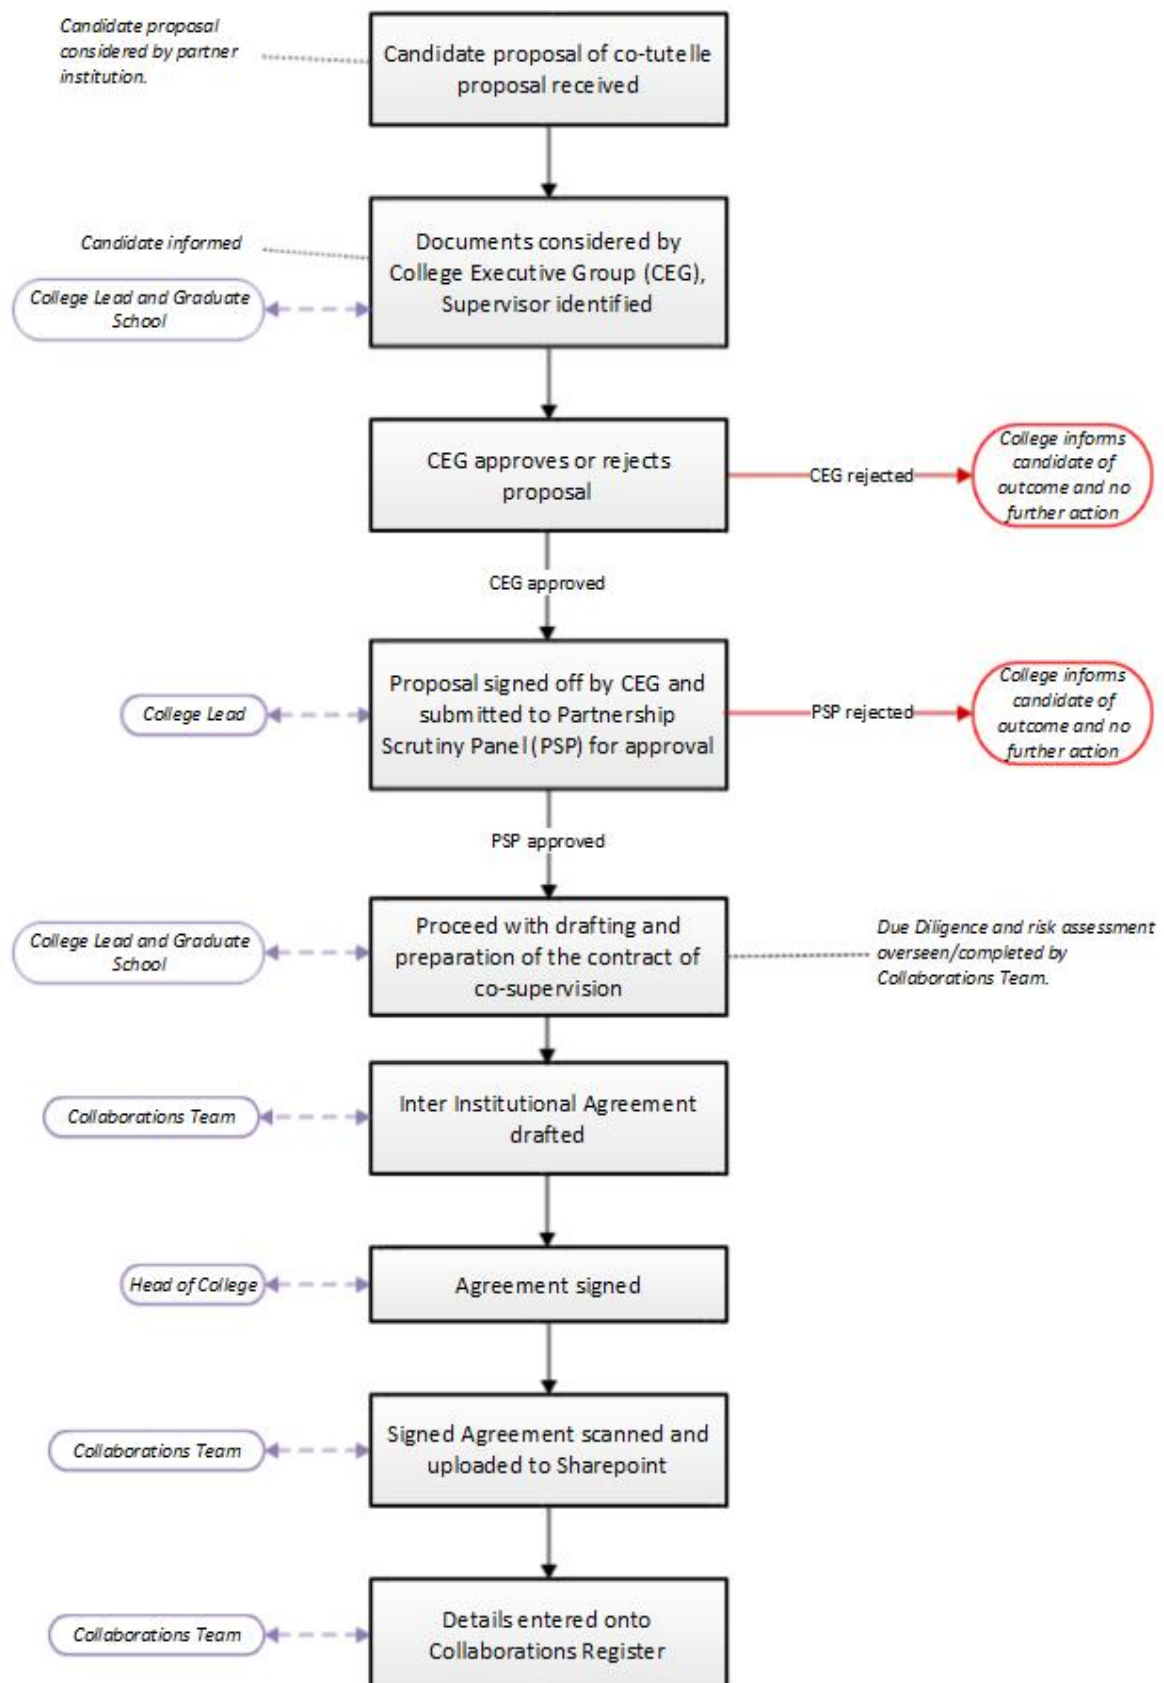 Candidate proposal
considered by partner
institution.
Candidate proposal of co-tutelle
proposal received
Candidate informed
College Lead and Graduate
School
Documents considered by
College Executive Group (CEG),
Supervisor identified
CEG approves or rejects
proposal
CEG rejected
College informs
candidate of
outcome and no
further action
CEG approved
College Lead
Proposal signed off by CEG and
submitted to Partnership
Scrutiny Panel (PSP) for approval
PSP rejected
College informs
candidate of
outcome and no
further action
PSP approved
College Lead and Graduate
School
Proceed with drafting and
preparation of the contract of
co-supervision
Due Diligence and risk assessment
overseen/completed by
Collaborations Team.
Collaborations Team
Inter Institutional Agreement
drafted
Head of College
Agreement signed
Collaborations Team
Signed Agreement scanned and
uploaded to Sharepoint
Collaborations Team
Details entered onto
Collaborations Register